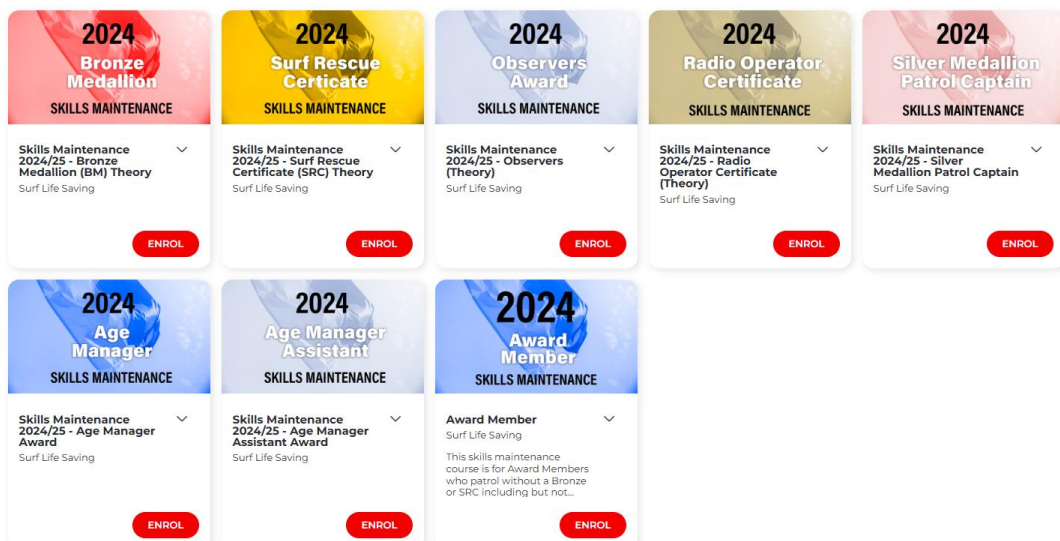 2024
Bronze
Medallion
SKILLS MAINTENANCE
Skills Maintenance
2024/25 - Bronze
Medallion (BM) Theory
Surf Life Saving
ENROL
2024
Surf Rescue
Certicate
SKILLS MAINTENANCE
Skills Maintenance
2024/25 - Surf Rescue
Certificate (SRC) Theory
Surf Life Saving
ENROL
2024
Observers
Award
SKILLS MAINTENANCE
Skills Maintenance
2024/25 - Observers
(Theory)
Surf Life Saving
ENROL
2024
Radio Operator
Certificate
SKILLS MAINTENANCE
Skills Maintenance
2024/25 - Radio
Operator Certificate
(Theory)
Surf Life Saving
ENROL
2024
Silver Medallion
Patrol Captain
SKILLS MAINTENANCE
Skills Maintenance
2024/25 - Silver
Medallion Patrol Captain
Surf Life Saving
ENROL
2024
Age
Manager
SKILLS MAINTENANCE
Skills Maintenance
2024/25 - Age Manager
Award
Surf Life Saving
ENROL
2024
Age Manager
Assistant
SKILLS MAINTENANCE
Skills Maintenance
2024/25 - Age Manager
Assistant Award
Surf Life Saving
ENROL
2024
Award
Member
SKILLS MAINTENANCE
Award Member
Surf Life Saving
This skills maintenance
course is for Award Members
who patrol without a Bronze
or SRC including but not...
ENROL